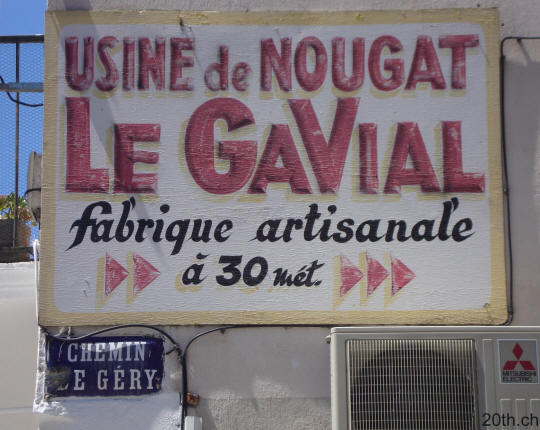 USINE de NOUGAT
LE GAVIAL
fabrique artisanale
à 30 mét.
CHEMIN
DE GÉRY
MITSUBISHI
ELECTRIC
20th.ch